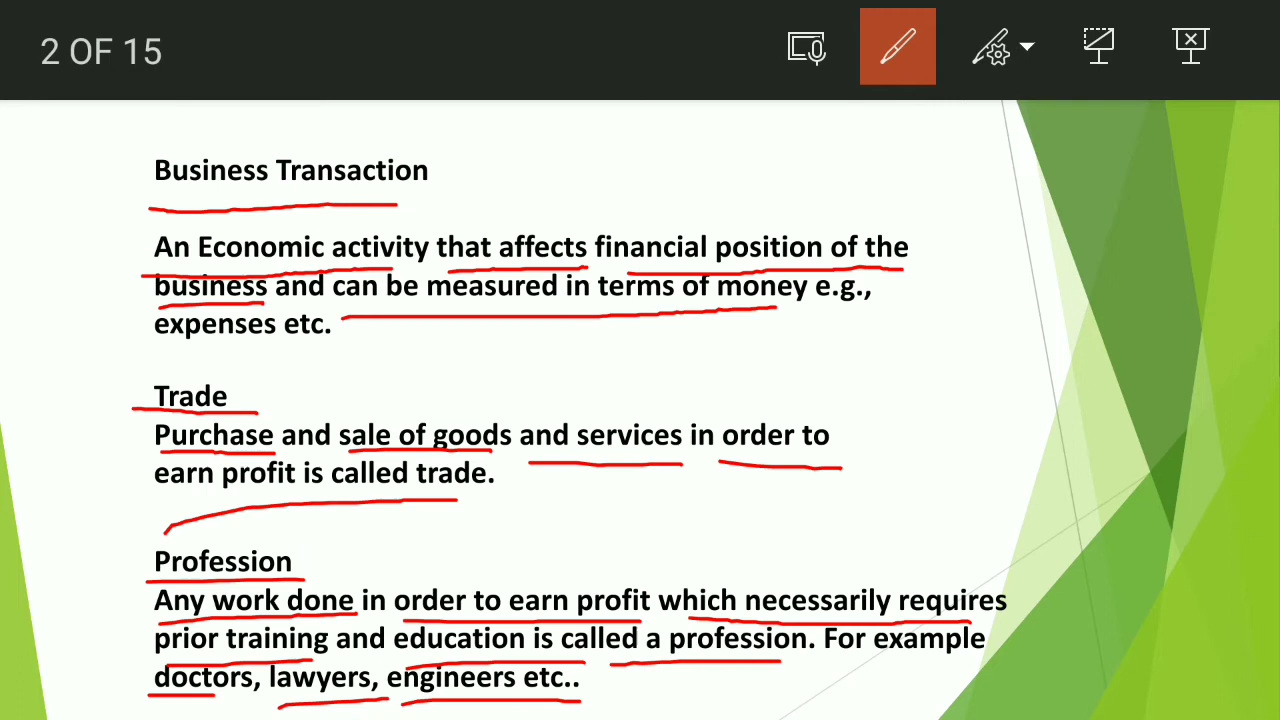 2 OF 15
Business Transaction
An Economic activity that affects financial position of the
business and can be measured in terms of money e.g.,
expenses etc.
Trade
Purchase and sale of goods and services in order to
earn profit is called trade.
Profession
Any work done in order to earn profit which necessarily requires
prior training and education is called a profession. For example
doctors, lawyers, engineers etc..